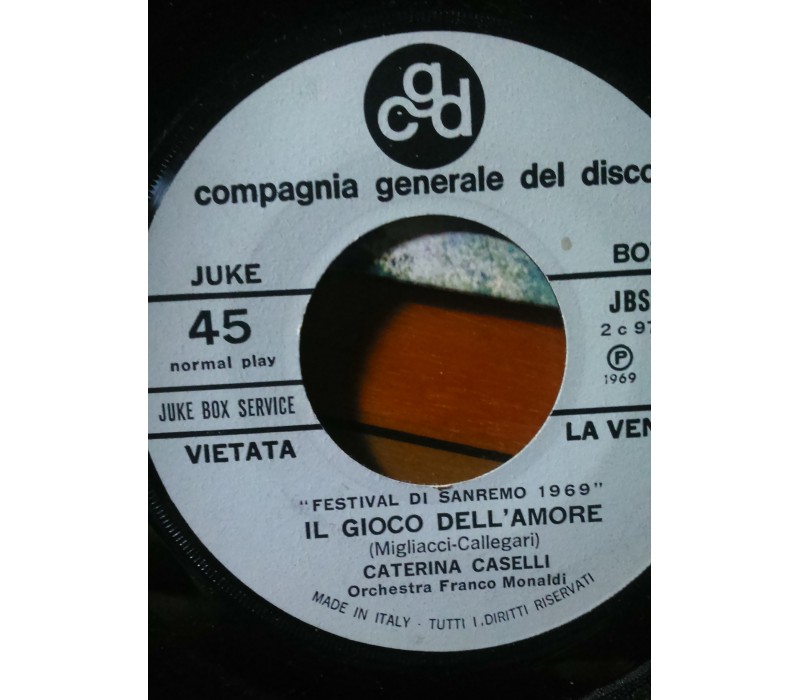 cgd
compagnia generale del disco
JUKE BO
45 JBS
normal play 2 c 97
P
1969
JUKE BOX SERVICE
VIETATA LA VEN
"FESTIVAL DI SANREMO 1969"
IL GIOCO DELL'AMORE
(Migliacci-Callegari)
CATERINA CASELLI
Orchestra Franco Monaldi
MADE IN ITALY - TUTTI I DIRITTI RISERVATI